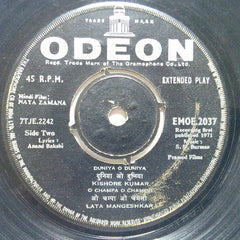 TRADE MARK
ODEON
Regd. Trade Mark of The Gramophone Co. Ltd.
45 R.P.M.
EXTENDED PLAY
Hindi Film:
NAYA ZAMANA
7TJE.2242
EMOE.2037
Side Two
Recording first
published 1971
Lyrics :
Anand Bakshi
Music :
S. D. Burman
Pramod Films
DUNIYA O DUNIYA
दुनिया ओ दुनिया
KISHORE KUMAR
O CHAMPA O CHAMELI
ओ चम्पा ओ चमेली
LATA MANGESHKAR